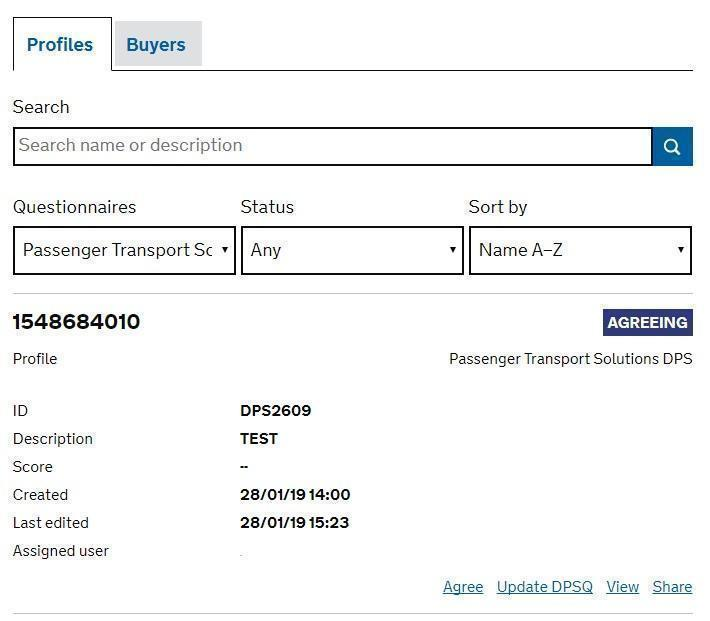 Profiles Buyers
Search
Search name or description
Questionnaires Status Sort by
Passenger Transport Sc Any Name A–Z
1548684010 AGREEING
Profile Passenger Transport Solutions DPS
ID DPS2609
Description TEST
Score --
Created 28/01/19 14:00
Last edited 28/01/19 15:23
Assigned user .
Agree Update DPSQ View Share